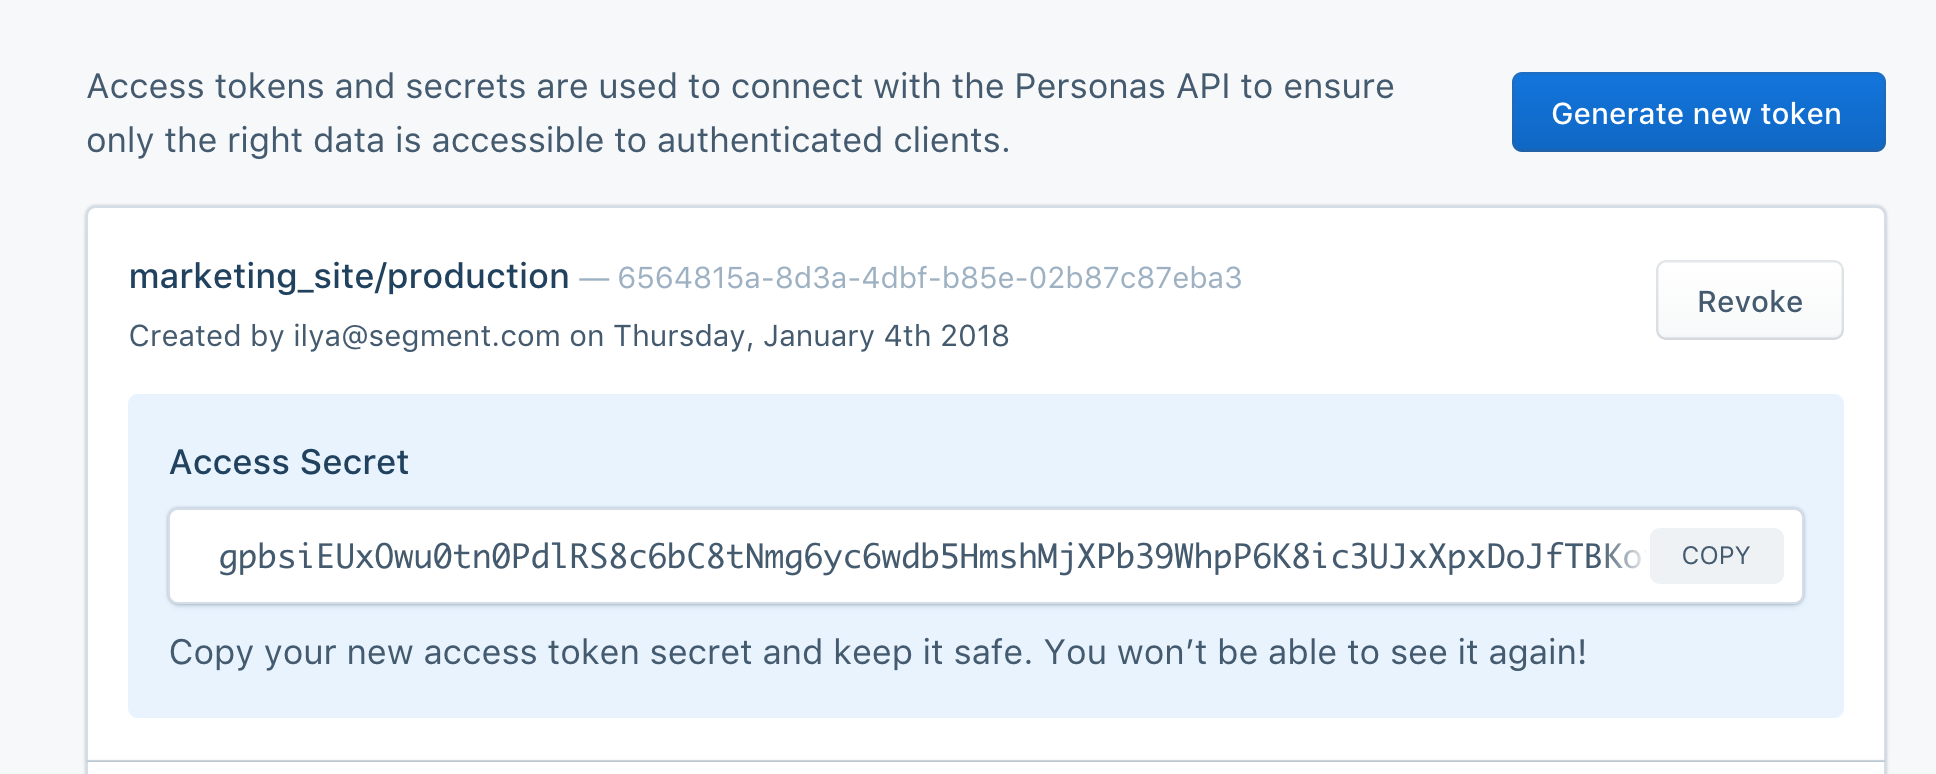 Access tokens and secrets are used to connect with the Personas API to ensure
only the right data is accessible to authenticated clients.
Generate new token
marketing_site/production — 6564815a-8d3a-4dbf-b85e-02b87c87eba3
Created by ilya@segment.com on Thursday, January 4th 2018
Revoke
Access Secret
gpbsiEUxOwu0tn0PdlRS8c6bC8tNmg6yc6wdb5HmshMjXPb39WhpP6K8ic3UJxXpxDoJfTBKo
COPY
Copy your new access token secret and keep it safe. You won’t be able to see it again!